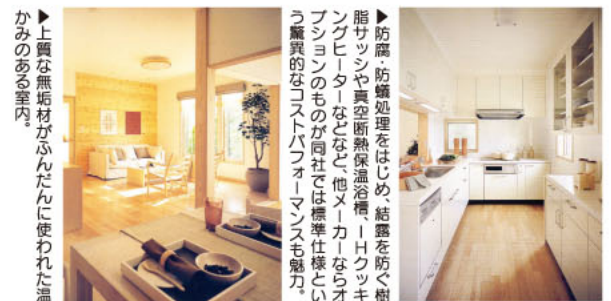 ▶防腐・防蟻処理をはじめ、結露を防ぐ樹
脂サッシや真空断熱保温浴槽、IHクッキ
ングヒーターなどなど、他メーカーならオ
プションのものが同社では標準仕様とい
う驚異的なコストパフォーマンスも魅力。
▶上質な無垢材がふんだんに使われた温
かみのある室内。